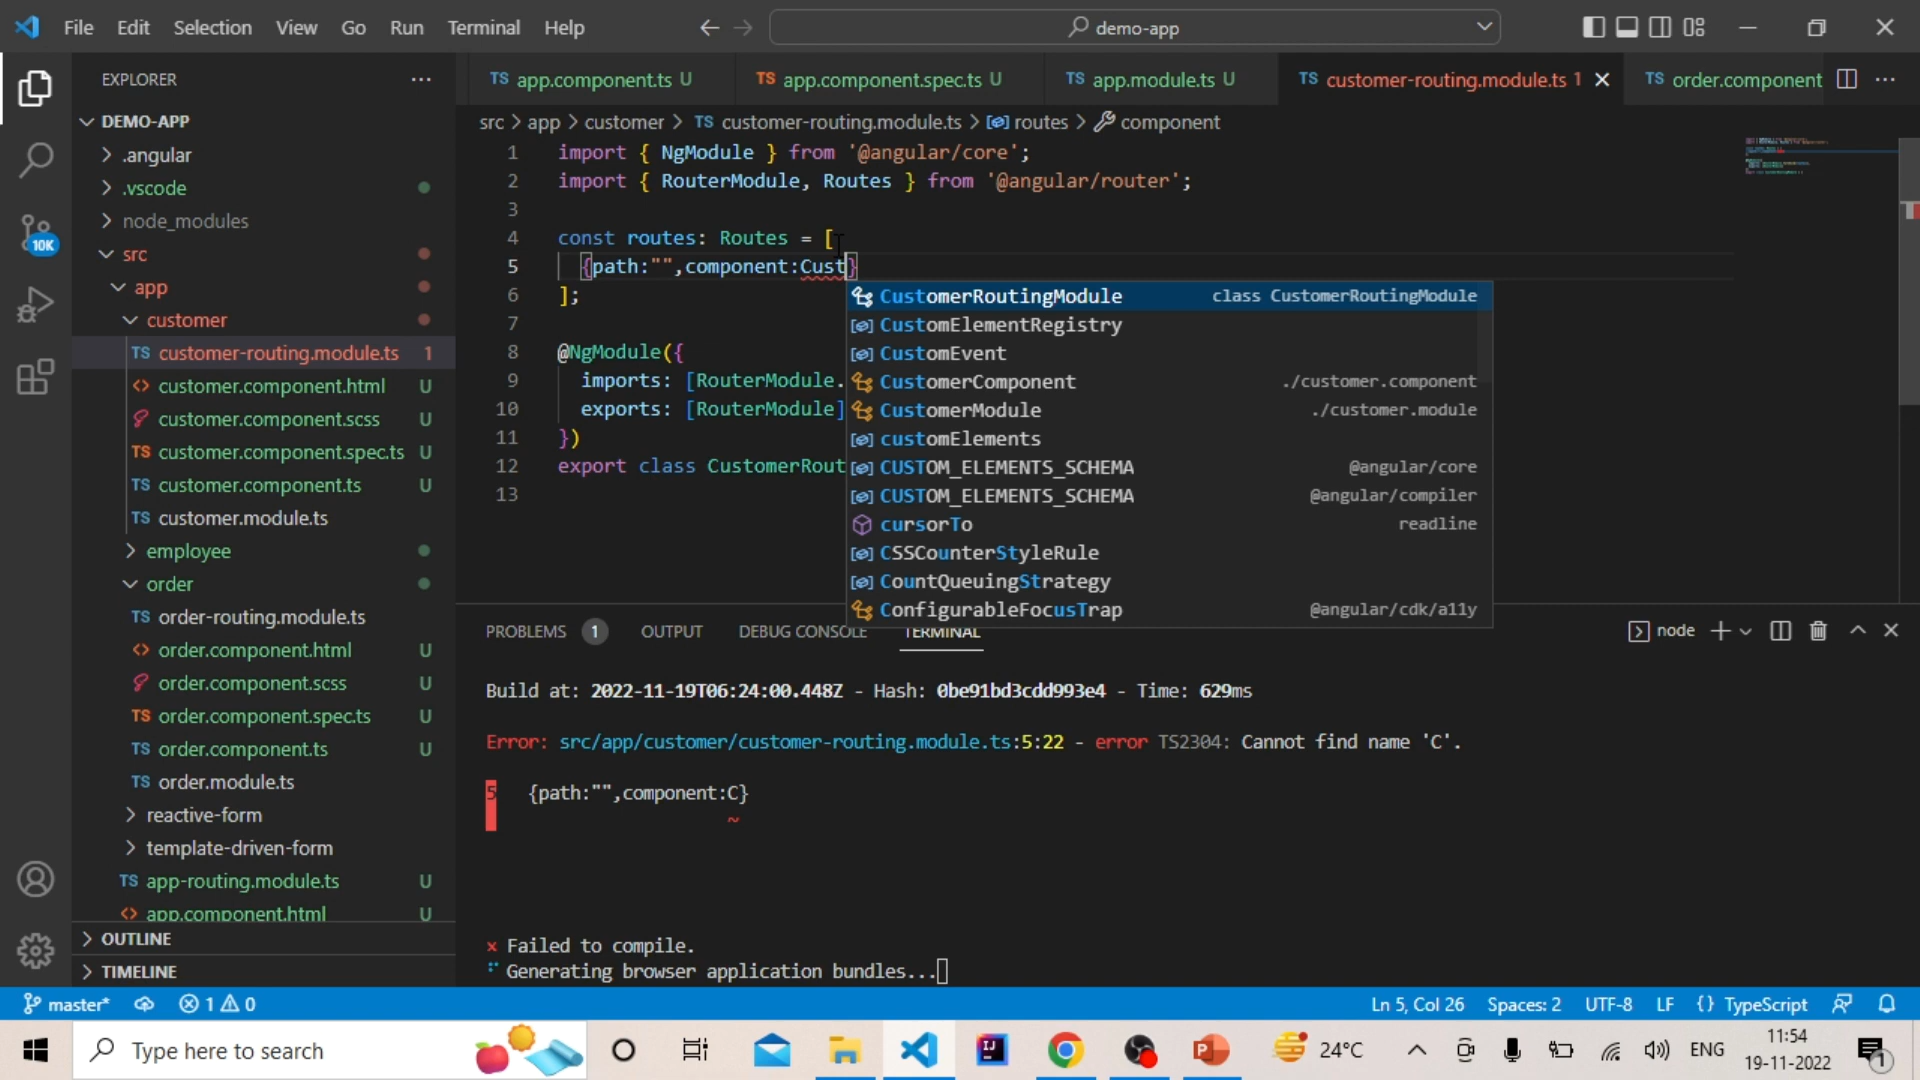 File Edit Selection View Go Run Terminal Help
demo-app
EXPLORER
TS app.component.ts U
TS app.component.spec.ts U
TS app.module.ts U
TS customer-routing.module.ts 1
TS order.component
src > app > customer > TS customer-routing.module.ts > routes > component
DEMO-APP
.angular
.vscode
node_modules
src
app
customer
TS customer-routing.module.ts 1
customer.component.html U
customer.component.scss U
TS customer.component.spec.ts U
TS customer.component.ts U
TS customer.module.ts
employee
order
TS order-routing.module.ts
order.component.html U
order.component.scss U
TS order.component.spec.ts U
TS order.component.ts U
TS order.module.ts
reactive-form
template-driven-form
TS app-routing.module.ts U
app.component.html U
OUTLINE
TIMELINE
10K
1 import { NgModule } from '@angular/core';
2 import { RouterModule, Routes } from '@angular/router';
3
4 const routes: Routes = [
5 {path:"",component:Cust}
6 ];
7
8 @NgModule({
9 imports: [RouterModule.
10 exports: [RouterModule]
11 })
12 export class CustomerRout
13
CustomerRoutingModule class CustomerRoutingModule
CustomElementRegistry
CustomEvent
CustomerComponent ./customer.component
CustomerModule ./customer.module
customElements
CUSTOM_ELEMENTS_SCHEMA @angular/core
CUSTOM_ELEMENTS_SCHEMA @angular/compiler
cursorTo readline
CSSCounterStyleRule
CountQueuingStrategy
ConfigurableFocusTrap @angular/cdk/a11y
PROBLEMS 1 OUTPUT DEBUG CONSOLE TERMINAL
node
Build at: 2022-11-19T06:24:00.448Z - Hash: 0be91bd3cdd993e4 - Time: 629ms
Error: src/app/customer/customer-routing.module.ts:5:22 - error TS2304: Cannot find name 'C'.
5 {path:"",component:C}
~
× Failed to compile.
Generating browser application bundles...
master* 1 0
Ln 5, Col 26 Spaces: 2 UTF-8 LF {} TypeScript
Type here to search
24°C
ENG
11:54
19-11-2022
1